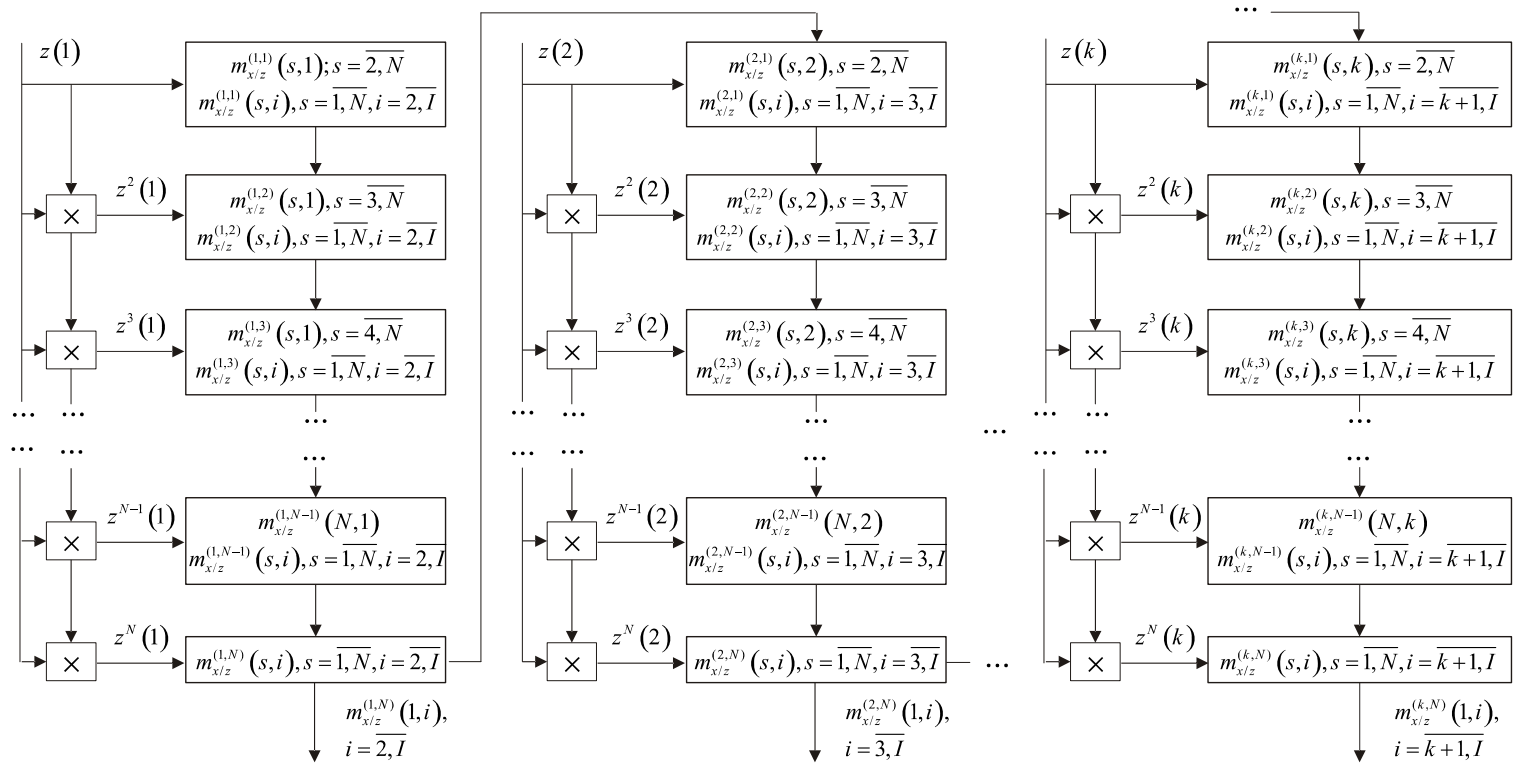 z(1)
m_{x/z}^{(1,1)}(s,1); s = \overline{2,N}
m_{x/z}^{(1,1)}(s,i), s = \overline{1,N}, i = \overline{2,I}
×
z^2(1)
m_{x/z}^{(1,2)}(s,1), s = \overline{3,N}
m_{x/z}^{(1,2)}(s,i), s = \overline{1,N}, i = \overline{2,I}
×
z^3(1)
m_{x/z}^{(1,3)}(s,1), s = \overline{4,N}
m_{x/z}^{(1,3)}(s,i), s = \overline{1,N}, i = \overline{2,I}
... ... ...
... ... ...
×
z^{N-1}(1)
m_{x/z}^{(1,N-1)}(N,1)
m_{x/z}^{(1,N-1)}(s,i), s = \overline{1,N}, i = \overline{2,I}
×
z^N(1)
m_{x/z}^{(1,N)}(s,i), s = \overline{1,N}, i = \overline{2,I}
m_{x/z}^{(1,N)}(1,i),
i = \overline{2,I}
z(2)
m_{x/z}^{(2,1)}(s,2), s = \overline{2,N}
m_{x/z}^{(2,1)}(s,i), s = \overline{1,N}, i = \overline{3,I}
×
z^2(2)
m_{x/z}^{(2,2)}(s,2), s = \overline{3,N}
m_{x/z}^{(2,2)}(s,i), s = \overline{1,N}, i = \overline{3,I}
×
z^3(2)
m_{x/z}^{(2,3)}(s,2), s = \overline{4,N}
m_{x/z}^{(2,3)}(s,i), s = \overline{1,N}, i = \overline{3,I}
... ... ...
... ... ...
×
z^{N-1}(2)
m_{x/z}^{(2,N-1)}(N,2)
m_{x/z}^{(2,N-1)}(s,i), s = \overline{1,N}, i = \overline{3,I}
×
z^N(2)
m_{x/z}^{(2,N)}(s,i), s = \overline{1,N}, i = \overline{3,I}
...
m_{x/z}^{(2,N)}(1,i),
i = \overline{3,I}
...
...
z(k)
m_{x/z}^{(k,1)}(s,k), s = \overline{2,N}
m_{x/z}^{(k,1)}(s,i), s = \overline{1,N}, i = \overline{k+1,I}
×
z^2(k)
m_{x/z}^{(k,2)}(s,k), s = \overline{3,N}
m_{x/z}^{(k,2)}(s,i), s = \overline{1,N}, i = \overline{k+1,I}
×
z^3(k)
m_{x/z}^{(k,3)}(s,k), s = \overline{4,N}
m_{x/z}^{(k,3)}(s,i), s = \overline{1,N}, i = \overline{k+1,I}
... ... ...
... ... ...
×
z^{N-1}(k)
m_{x/z}^{(k,N-1)}(N,k)
m_{x/z}^{(k,N-1)}(s,i), s = \overline{1,N}, i = \overline{k+1,I}
×
z^N(k)
m_{x/z}^{(k,N)}(s,i), s = \overline{1,N}, i = \overline{k+1,I}
m_{x/z}^{(k,N)}(1,i),
i = \overline{k+1,I}